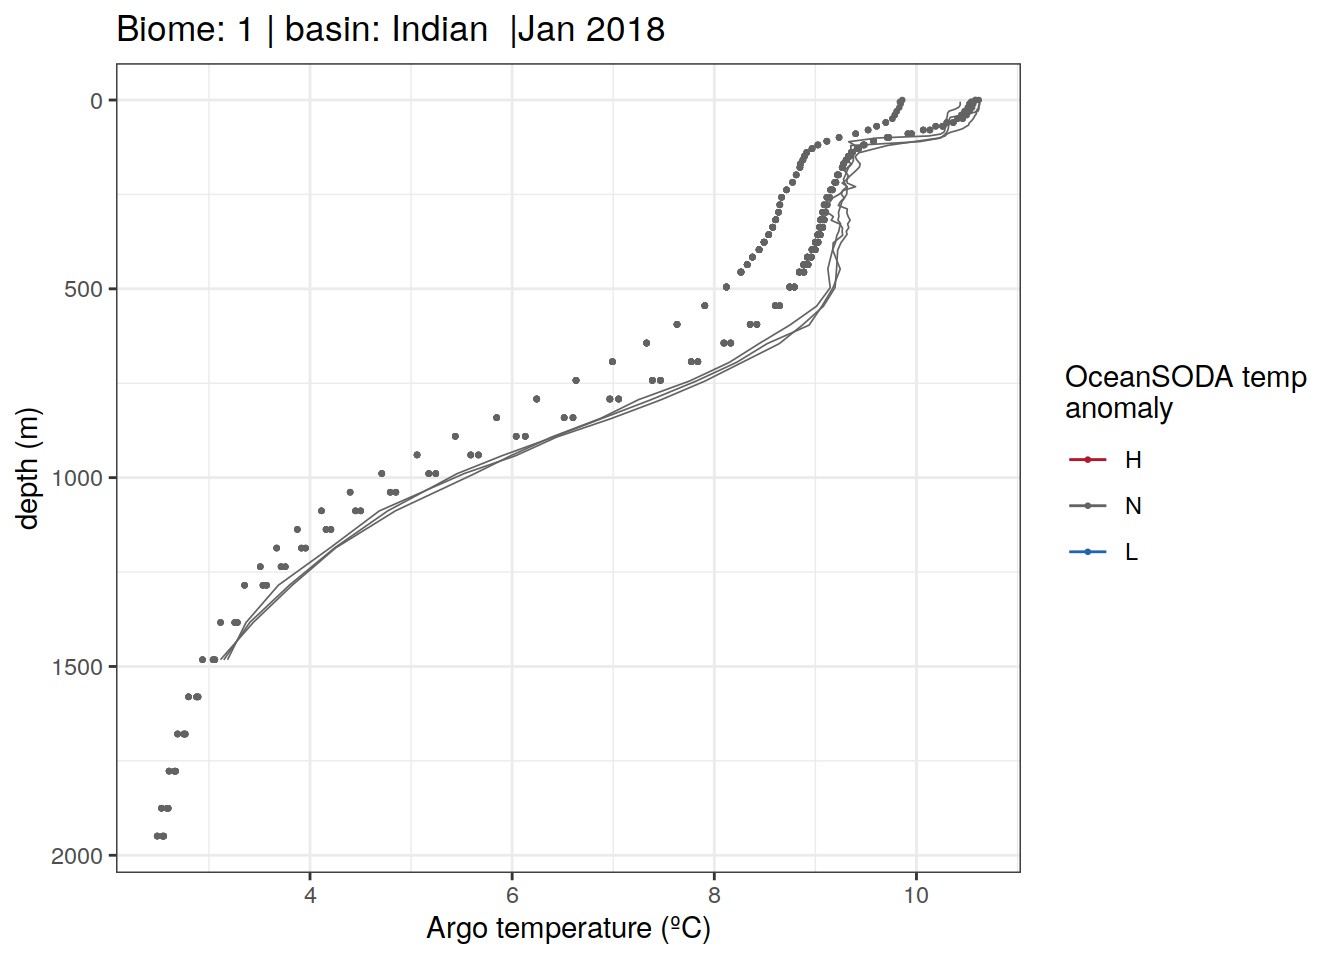 Biome: 1 | basin: Indian  |Jan 2018
0
500
1000
1500
2000
depth (m)
4
6
8
10
Argo temperature (ºC)
OceanSODA temp
anomaly
H
N
L